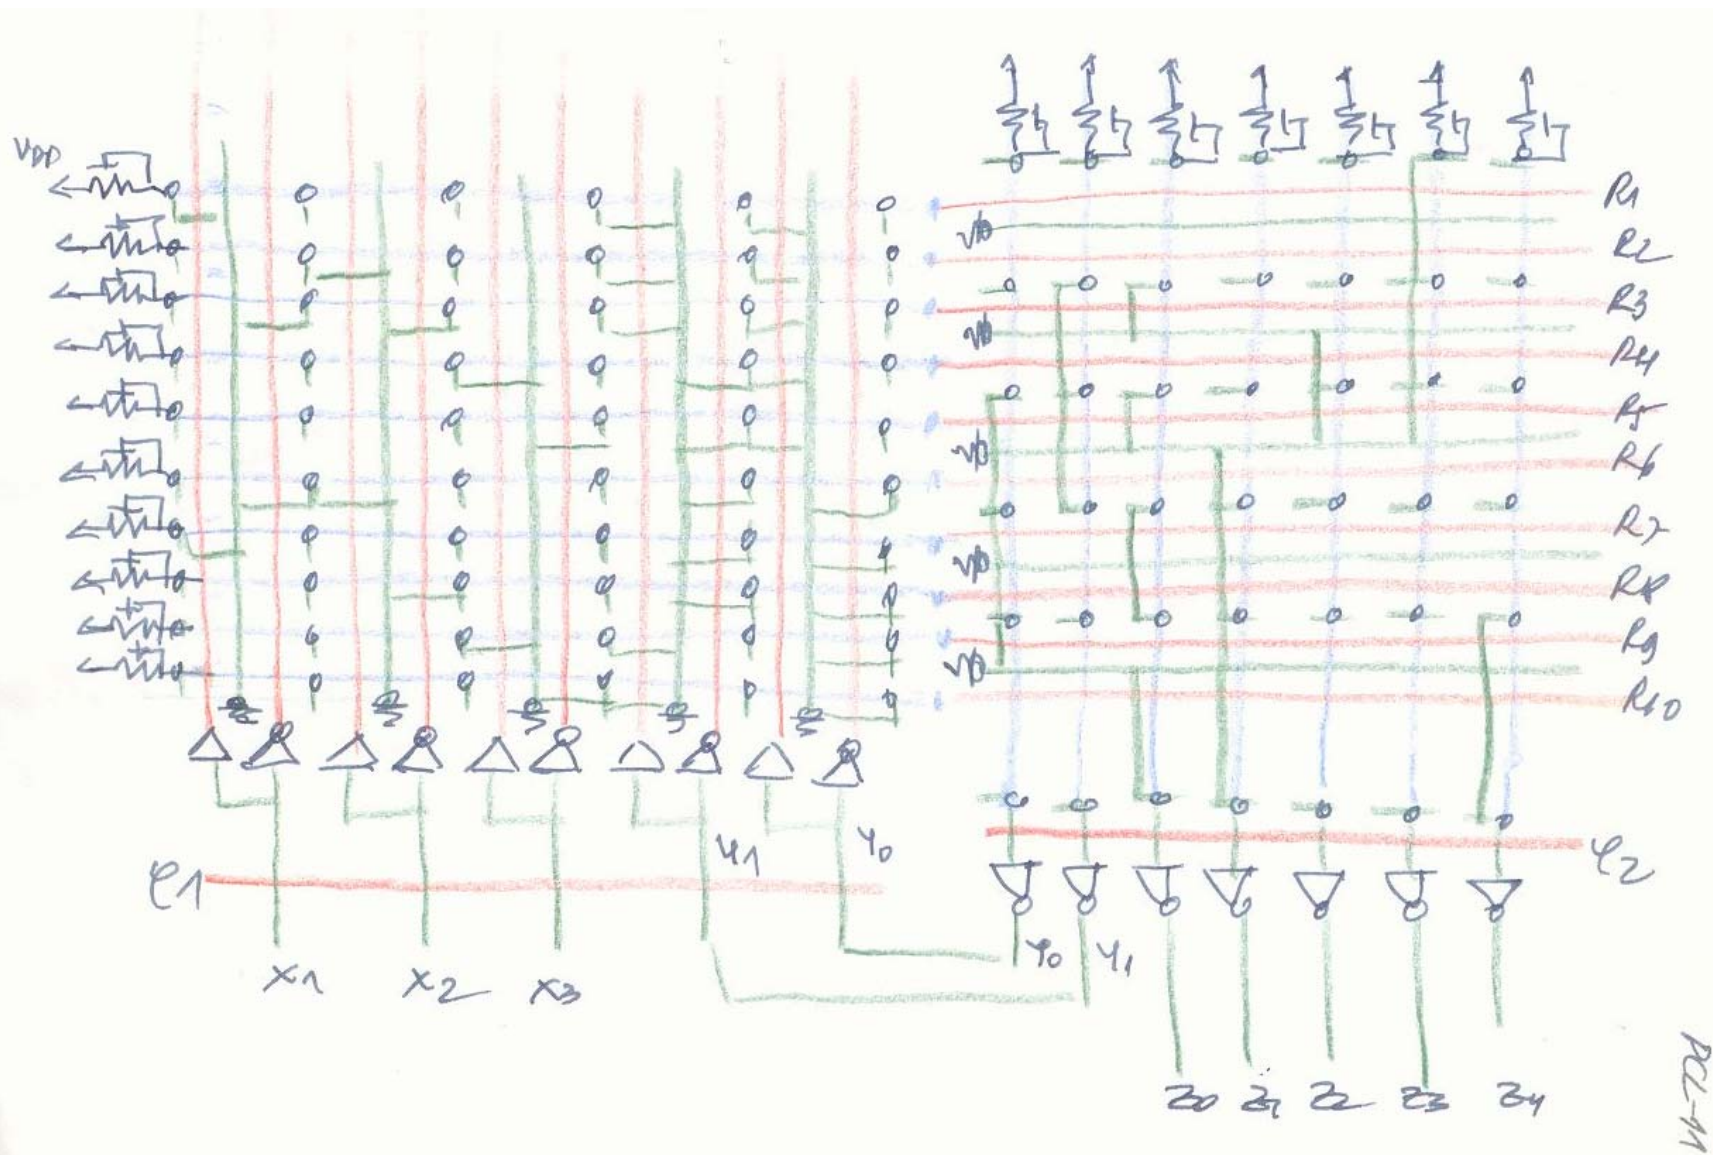 VDD
R1
R2
R3
R4
R5
R6
R7
R8
R9
R10
φ1
y1
y0
φ2
x1
x2
x3
y0
y1
z0
z1
z2
z3
z4
PCL-11